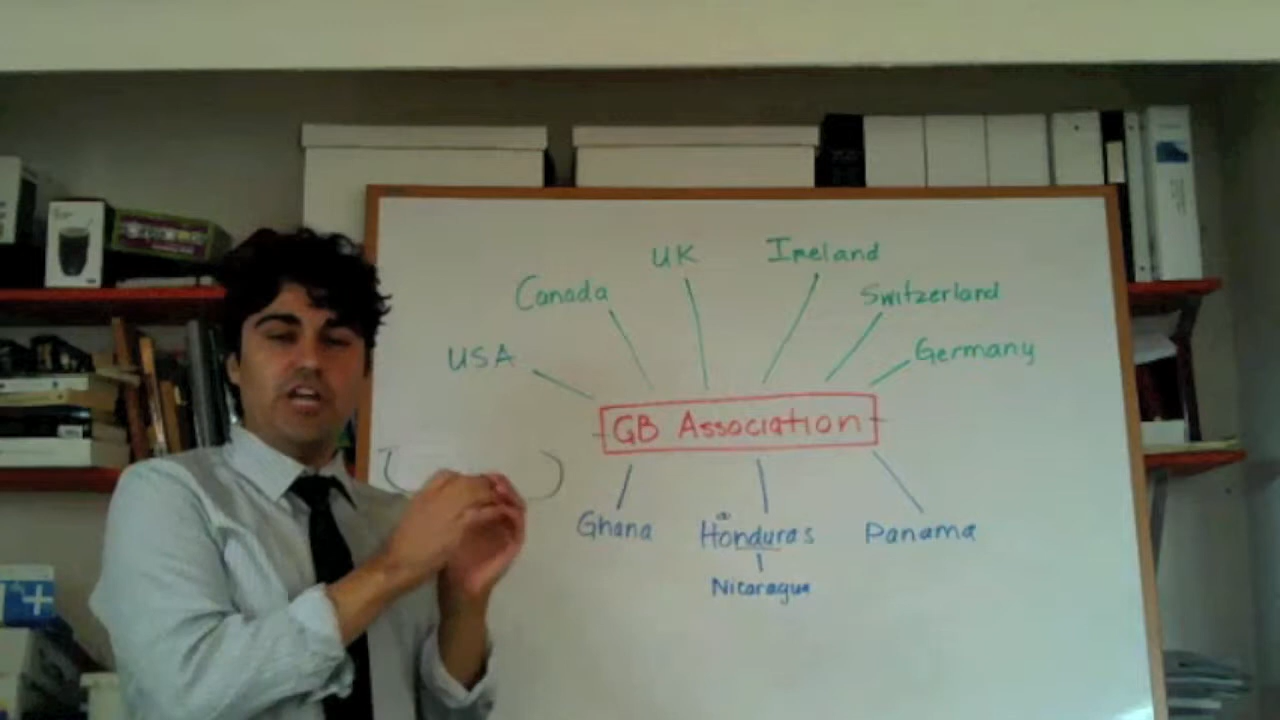 UK
Ireland
Canada
Switzerland
USA
Germany
GB Association
Ghana
Honduras
Panama
Nicaragua